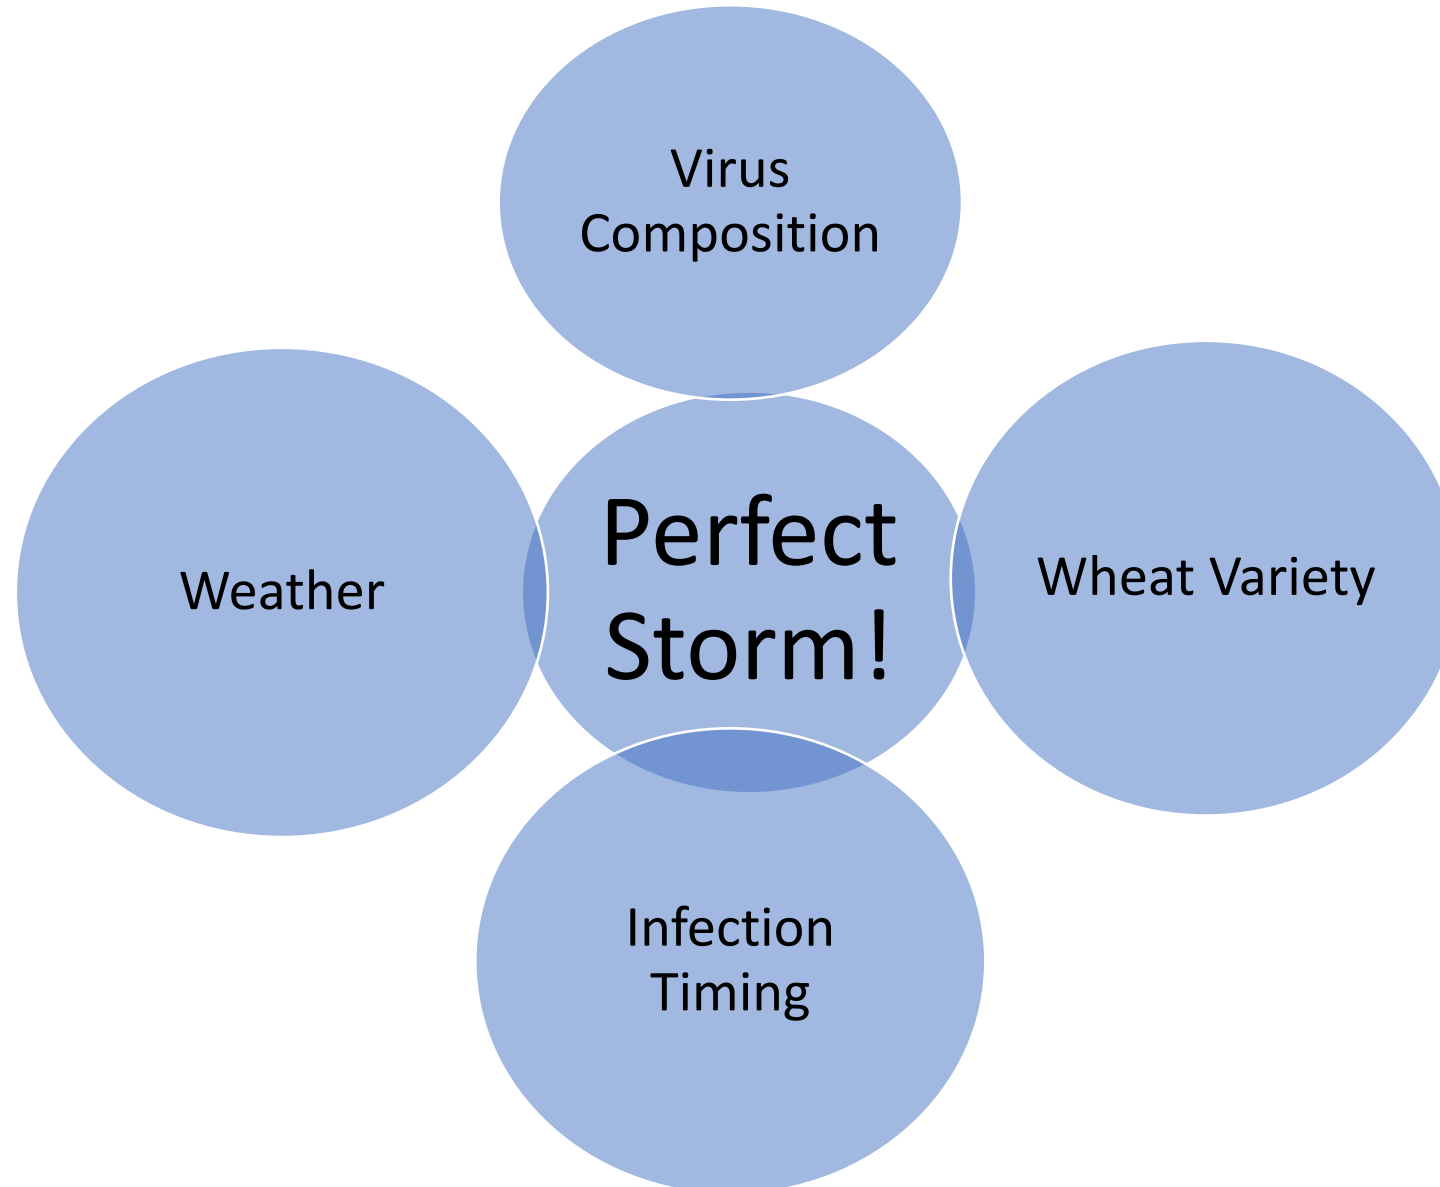 Virus
Composition
Perfect
Storm!
Weather
Wheat Variety
Infection
Timing